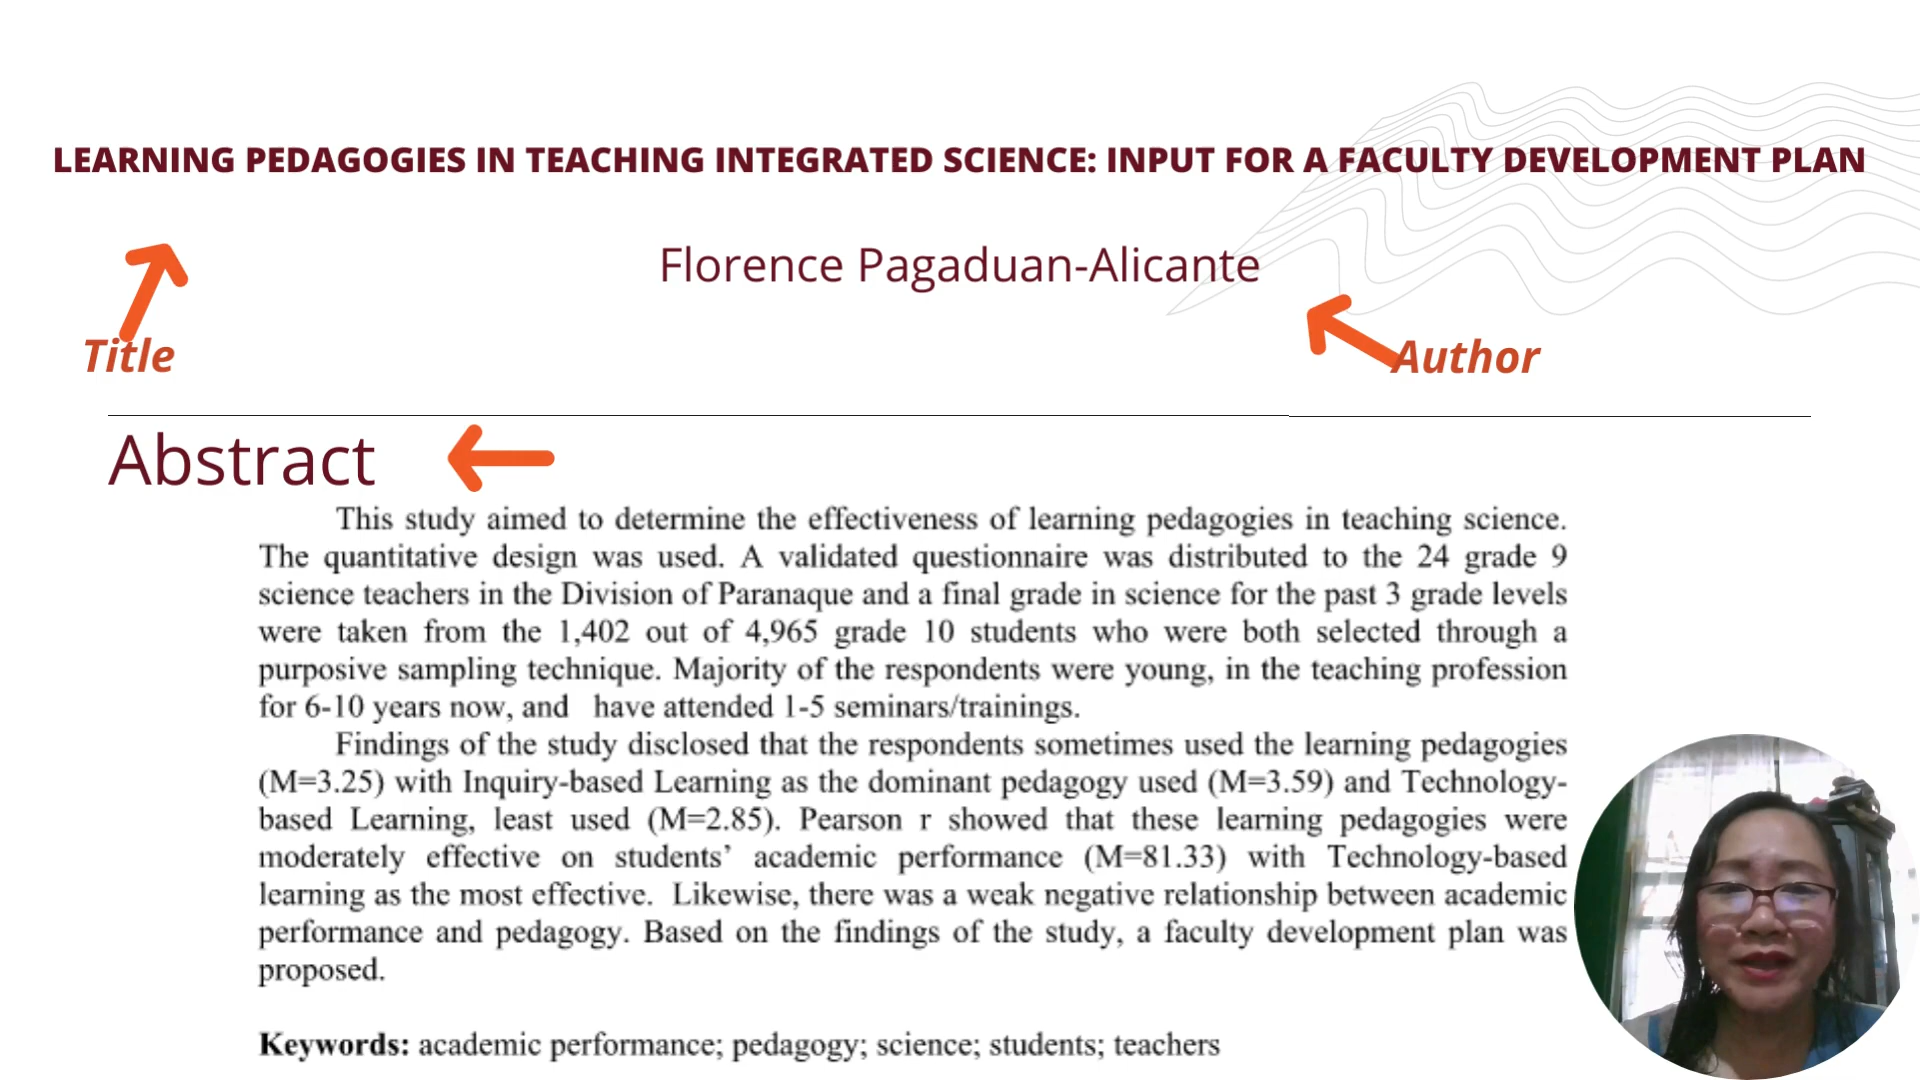 LEARNING PEDAGOGIES IN TEACHING INTEGRATED SCIENCE: INPUT FOR A FACULTY DEVELOPMENT PLAN
Florence Pagaduan-Alicante
Title
Author
Abstract
This study aimed to determine the effectiveness of learning pedagogies in teaching science.
The quantitative design was used. A validated questionnaire was distributed to the 24 grade 9
science teachers in the Division of Paranaque and a final grade in science for the past 3 grade levels
were taken from the 1,402 out of 4,965 grade 10 students who were both selected through a
purposive sampling technique. Majority of the respondents were young, in the teaching profession
for 6-10 years now, and have attended 1-5 seminars/trainings.
Findings of the study disclosed that the respondents sometimes used the learning pedagogies
(M=3.25) with Inquiry-based Learning as the dominant pedagogy used (M=3.59) and Technology-
based Learning, least used (M=2.85). Pearson r showed that these learning pedagogies were
moderately effective on students’ academic performance (M=81.33) with Technology-based
learning as the most effective. Likewise, there was a weak negative relationship between academic
performance and pedagogy. Based on the findings of the study, a faculty development plan was
proposed.
Keywords: academic performance; pedagogy; science; students; teachers